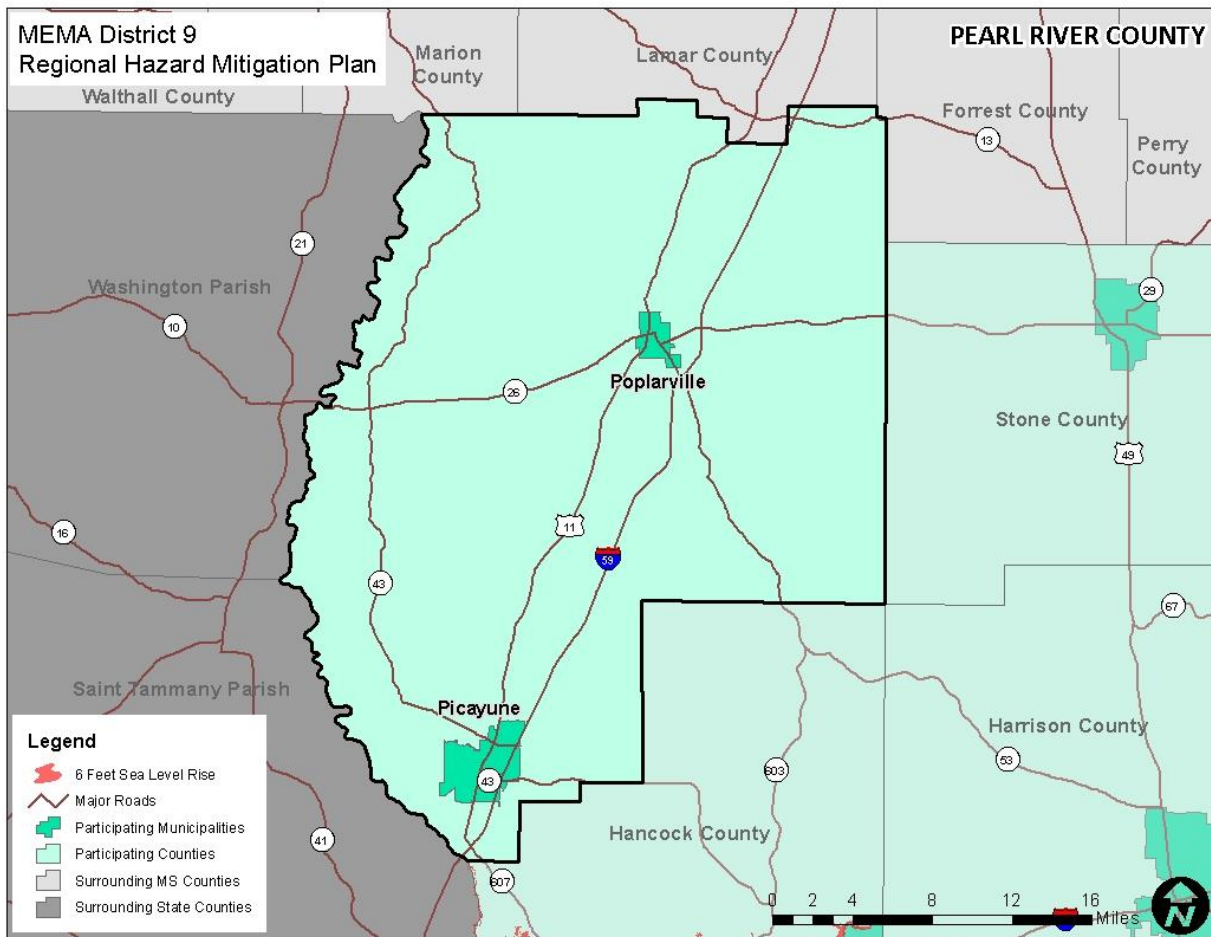 MEMA District 9
Regional Hazard Mitigation Plan
PEARL RIVER COUNTY
Marion
County
Lamar County
Walthall County
Forrest County
13
Perry
County
21
Washington Parish
29
10
Poplarville
26
Stone County
49
11
16
59
43
67
Saint Tammany Parish
Picayune
Harrison County
43
603
53
Hancock County
41
607
Legend
6 Feet Sea Level Rise
Major Roads
Participating Municipalities
Participating Counties
Surrounding MS Counties
Surrounding State Counties
0 2 4 8 12 16
Miles
N